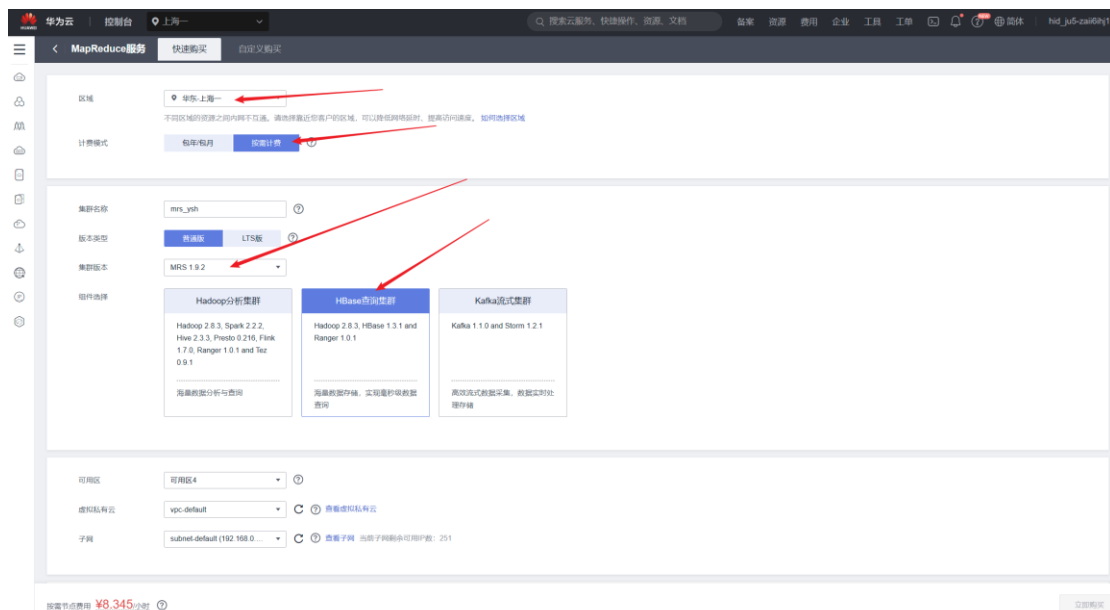 华为云 控制台 上海一 搜索云服务、快捷操作、资源、文档 备案 资源 费用 企业 工具 工单 简体 hid_ju5-zaii6ihj1
MapReduce服务 快速购买 自定义购买
区域 华东-上海一
不同区域的资源之间内网不互通。请选择靠近您客户的区域，可以降低网络延时、提高访问速度。 如何选择区域
计费模式 包年/包月 按需计费
集群名称 mrs_ysh
版本类型 普通版 LTS版
集群版本 MRS 1.9.2
组件选择 Hadoop分析集群 HBase查询集群 Kafka流式集群
Hadoop 2.8.3, Spark 2.2.2, Hadoop 2.8.3, HBase 1.3.1 and Kafka 1.1.0 and Storm 1.2.1
Hive 2.3.3, Presto 0.216, Flink Ranger 1.0.1
1.7.0, Ranger 1.0.1 and Tez
0.9.1
海量数据分析与查询 海量数据存储，实现毫秒级数据 高效流式数据采集，数据实时处
查询 理存储
可用区 可用区4
虚拟私有云 vpc-default 查看虚拟私有云
子网 subnet-default (192.168.0.... 查看子网 当前子网剩余可用IP数：251
按需节点费用 ¥8.345/小时 立即购买